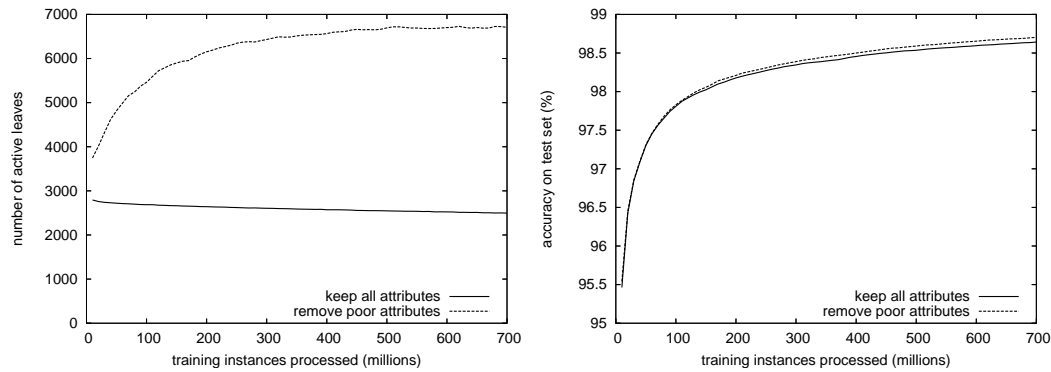 7000
6000
5000
4000
3000
2000
1000
0
number of active leaves
keep all attributes
remove poor attributes
0 100 200 300 400 500 600 700
training instances processed (millions)
99
98.5
98
97.5
97
96.5
96
95.5
95
accuracy on test set (%)
keep all attributes
remove poor attributes
0 100 200 300 400 500 600 700
training instances processed (millions)